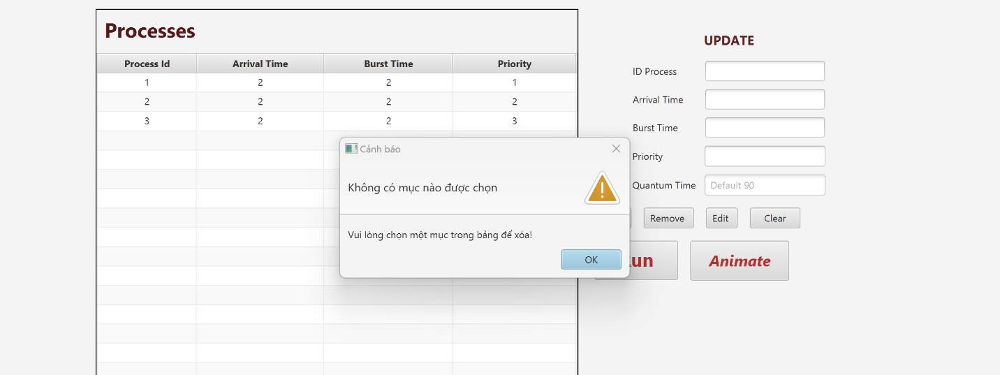 Processes
Process Id Arrival Time Burst Time Priority
1 2 2 1
2 2 2 2
3 2 2 3
UPDATE
ID Process
Arrival Time
Burst Time
Priority
Quantum Time Default 90
Remove Edit Clear
Animate
Cảnh báo
Không có mục nào được chọn
Vui lòng chọn một mục trong bảng để xóa!
OK